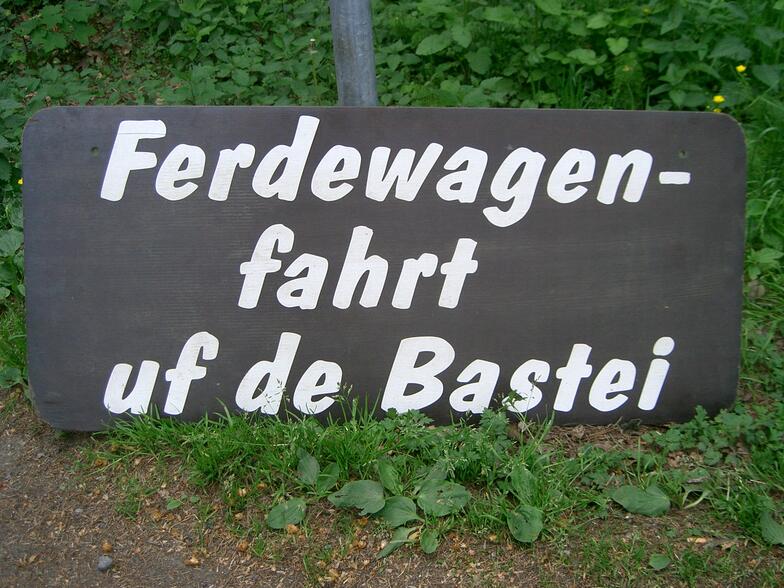 Ferdewagen-
fahrt
uf de Bastei